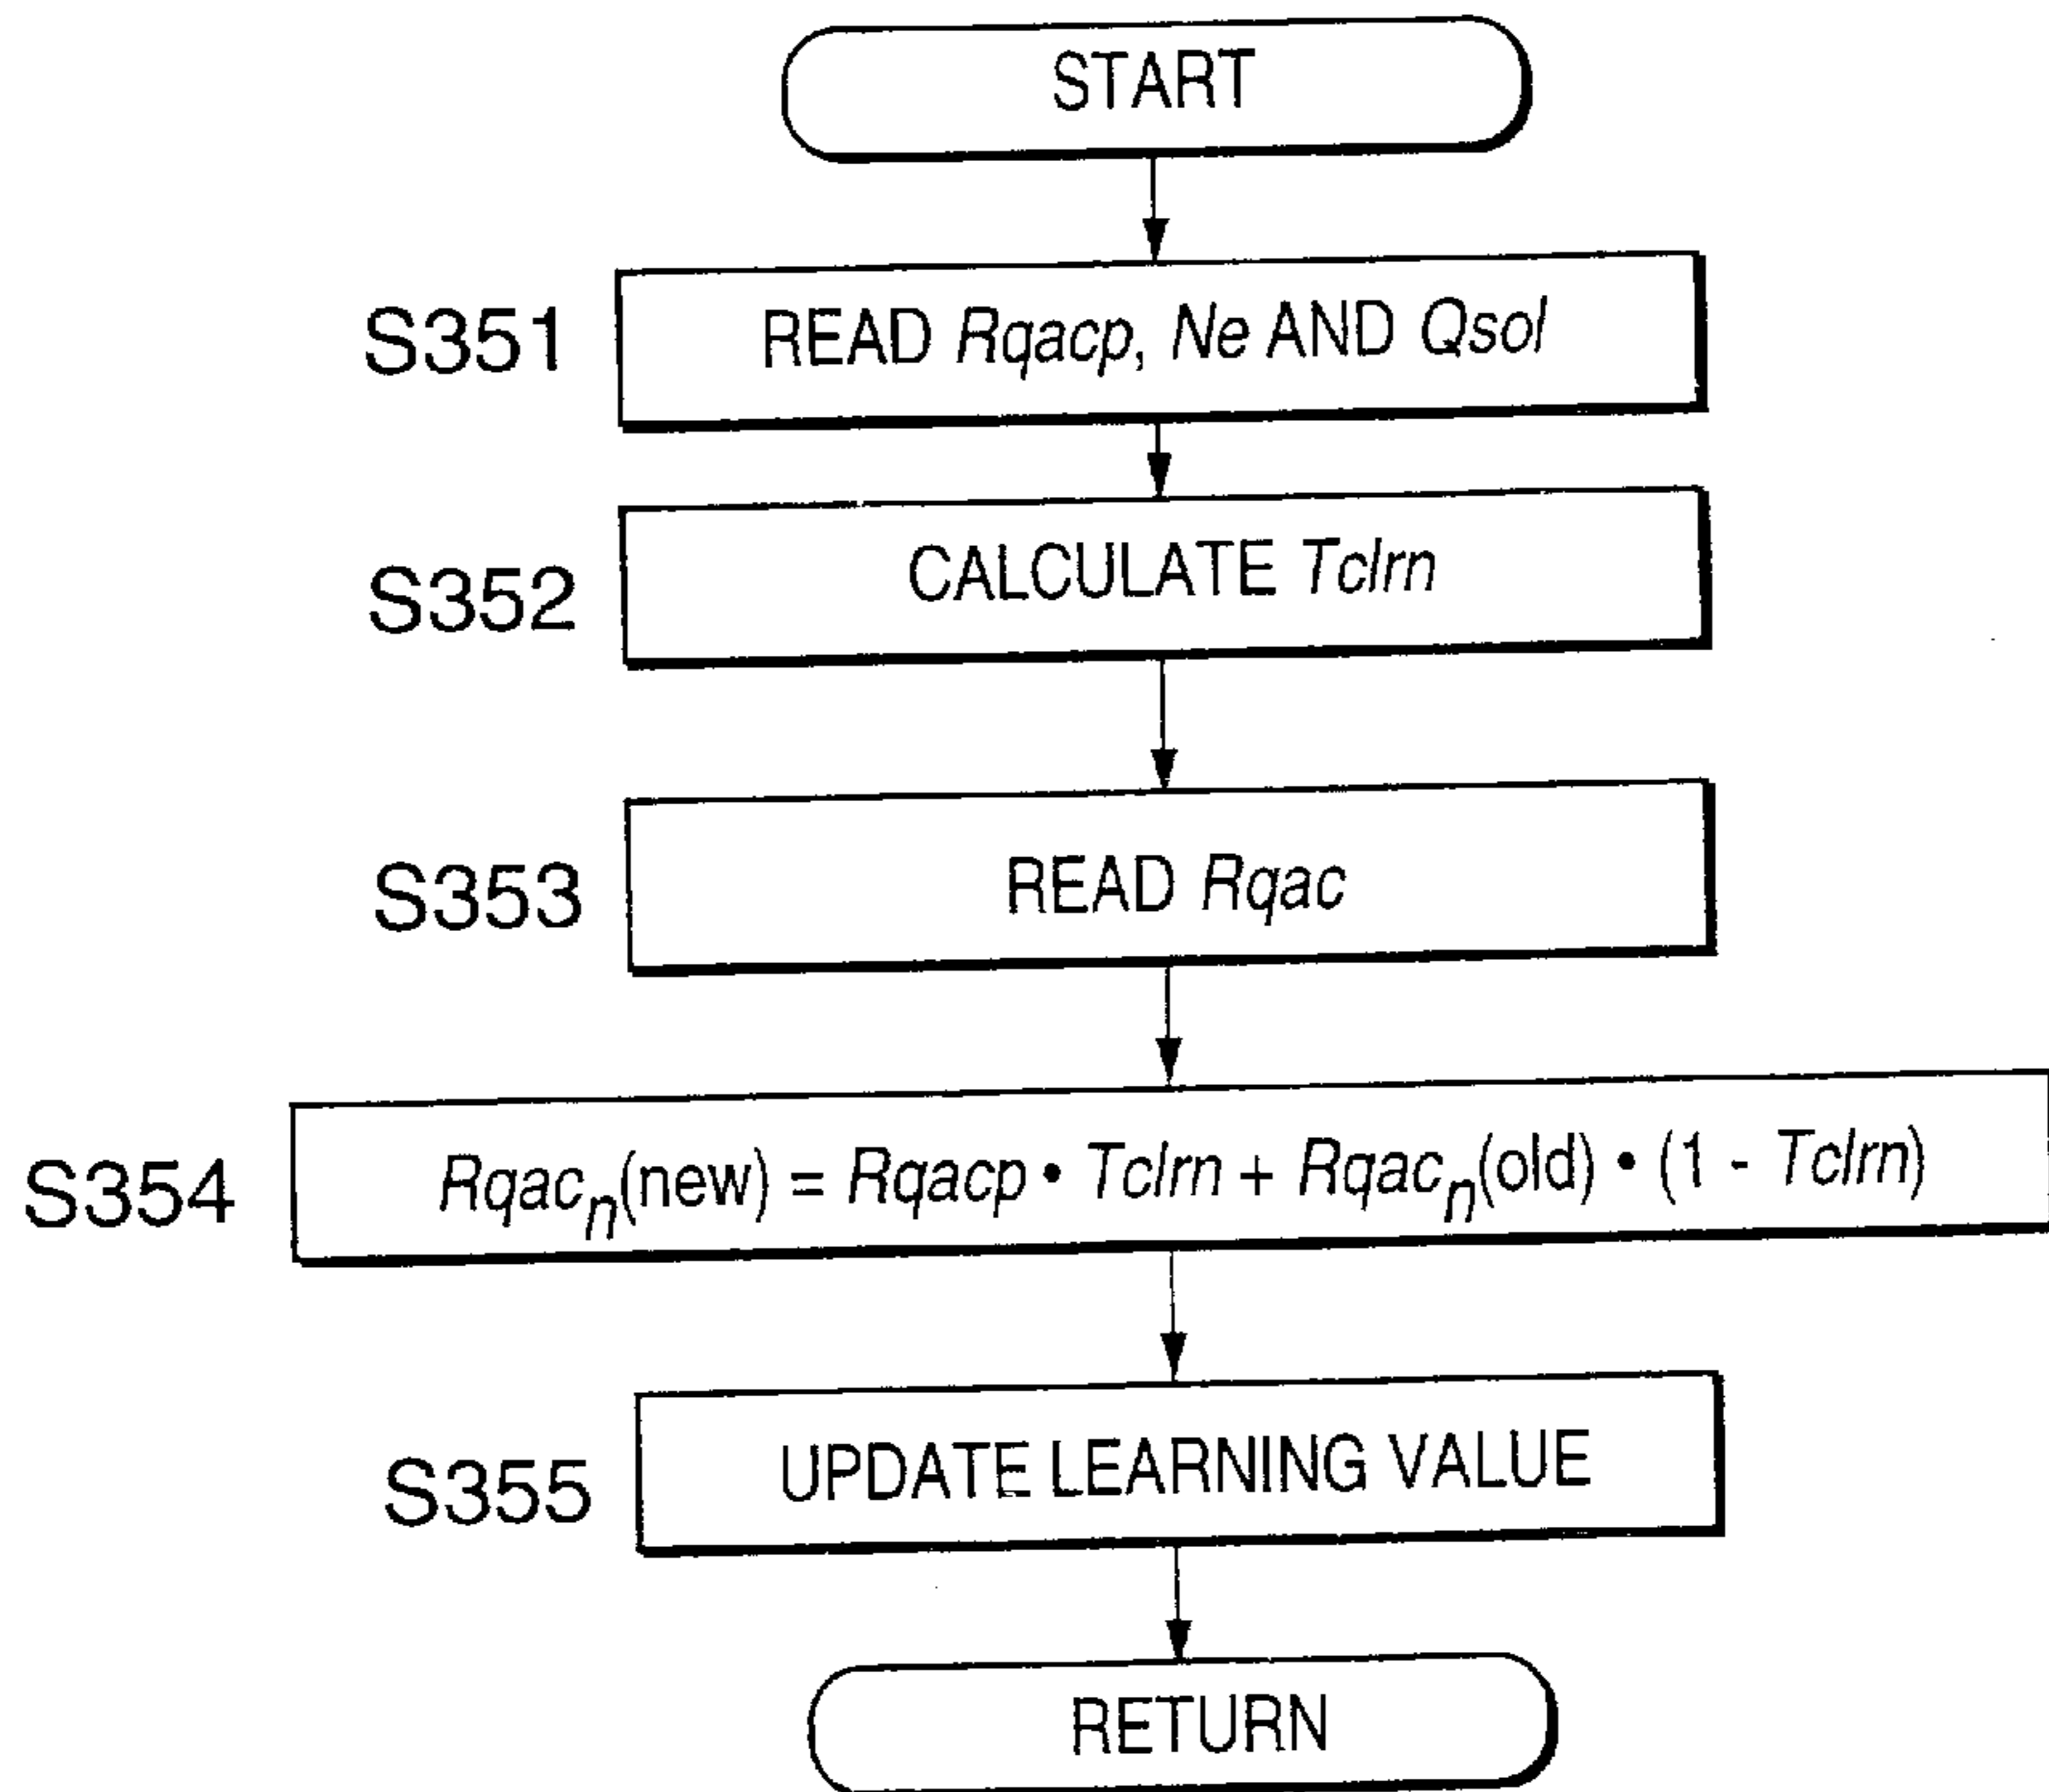 START
S351 READ Rqacp, Ne AND Qsol
S352 CALCULATE Tclrn
S353 READ Rqac
S354 Rqacn(new) = Rqacp • Tclrn + Rqacn(old) • (1 - Tclrn)
S355 UPDATE LEARNING VALUE
RETURN